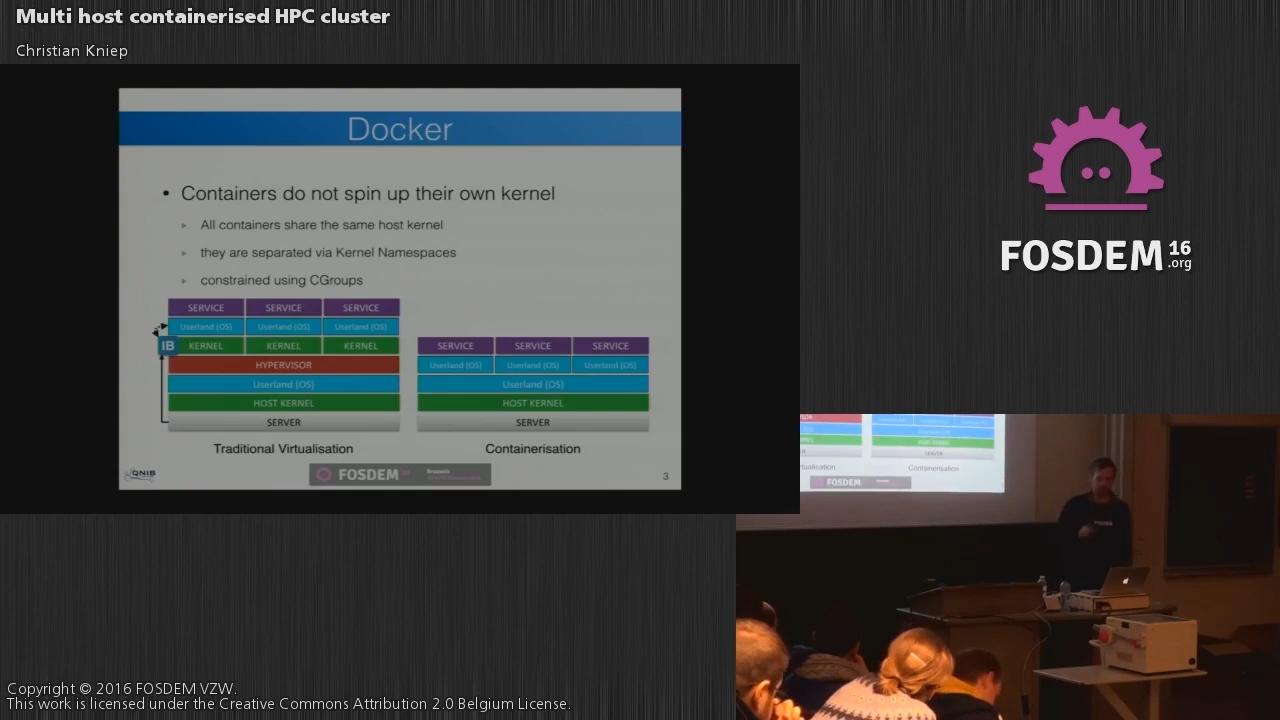 Multi host containerised HPC cluster
Christian Kniep
Docker
• Containers do not spin up their own kernel
All containers share the same host kernel
they are separated via Kernel Namespaces
constrained using CGroups
SERVICE SERVICE SERVICE
Userland (OS) Userland (OS) Userland (OS)
IB KERNEL KERNEL KERNEL
HYPERVISOR
Userland (OS)
HOST KERNEL
SERVER
Traditional Virtualisation
SERVICE SERVICE SERVICE
Userland (OS) Userland (OS) Userland (OS)
Userland (OS)
HOST KERNEL
SERVER
Containerisation
QNIB
FOSDEM
3
FOSDEM 16
.org
Containerisation
FOSDEM
Copyright © 2016 FOSDEM VZW.
This work is licensed under the Creative Commons Attribution 2.0 Belgium License.